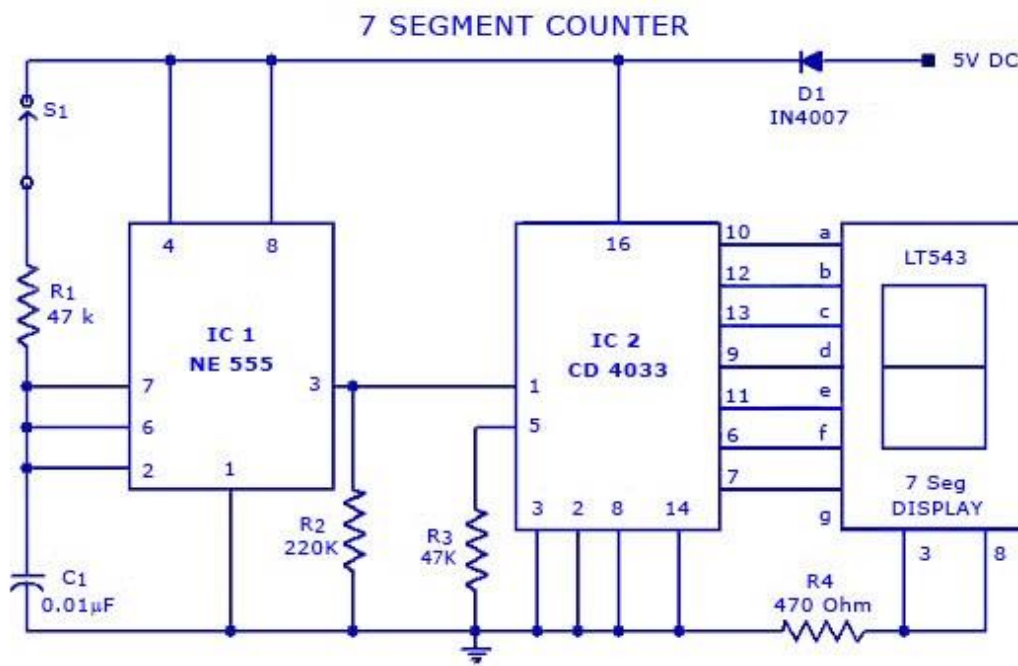 7 SEGMENT COUNTER
5V DC
D1
IN4007
S1
4 8
16
10 a
LT543
12 b
R1
47 k
13 c
IC 1
NE 555
IC 2
CD 4033
9 d
7
3
1
11 e
6
5
6 f
2
1
7
7 Seg
DISPLAY
g
R2
220K
R3
47K
3 2 8 14
3 8
C1
0.01µF
R4
470 Ohm